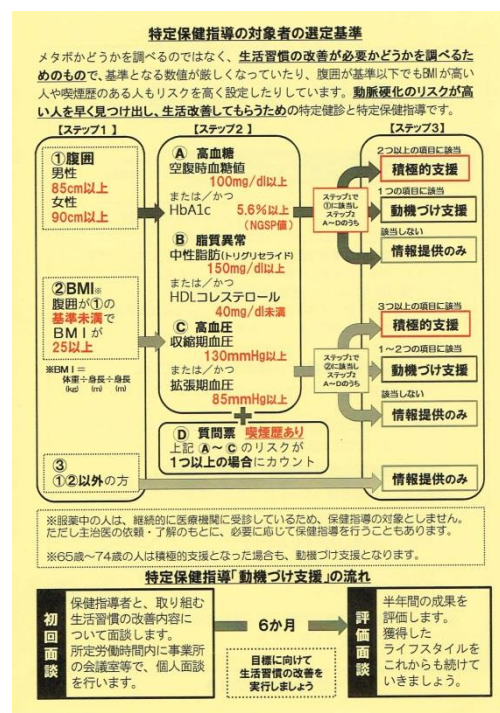 特定保健指導の対象者の選定基準
メタボかどうかを調べるのではなく、生活習慣の改善が必要かどうかを調べるた
めのもので、基準となる数値が厳しくなっていたり、腹囲が基準以下でもBMIが高い
人や喫煙歴のある人もリスクを高く設定したりしています。動脈硬化のリスクが高
い人を早く見つけ出し、生活改善してもらうための特定健診と特定保健指導です。
【ステップ1】
①腹囲
男性
85cm以上
女性
90cm以上
②BMI※
腹囲が①の
基準未満で
BMIが
25以上
※BMI=
体重÷身長÷身長
(kg) (m) (m)
③
①②以外の方
【ステップ2】
Ⓐ 高血糖
空腹時血糖値
100mg/dl以上
または/かつ
HbA1c 5.6%以上
(NGSP値)
Ⓑ 脂質異常
中性脂肪(トリグリセライド)
150mg/dl以上
または/かつ
HDLコレステロール
40mg/dl未満
Ⓒ 高血圧
収縮期血圧
130mmHg以上
または/かつ
拡張期血圧
85mmHg以上
Ⓓ 質問票 喫煙歴あり
上記Ⓐ~Ⓒのリスクが
1つ以上の場合にカウント
ステップ1で
①に該当し
ステップ2
A~Dのうち
ステップ1で
②に該当し
ステップ2
A~Dのうち
【ステップ3】
2つ以上の項目に該当
積極的支援
1つの項目に該当
動機づけ支援
該当しない
情報提供のみ
3つ以上の項目に該当
積極的支援
1~2つの項目に該当
動機づけ支援
該当しない
情報提供のみ
情報提供のみ
※服薬中の人は、継続的に医療機関に受診しているため、保健指導の対象としません。
ただし主治医の依頼・了解のもとに、必要に応じて保健指導を行うこともあります。
※65歳~74歳の人は積極的支援となった場合も、動機づけ支援となります。
特定保健指導「動機づけ支援」の流れ
初回面談
保健指導者と、取り組む
生活習慣の改善内容に
ついて面談します。
所定労働時間内に事業所
の会議室等で、個人面談
を行います。
6か月
目標に向けて
生活習慣の改善を
実行しましょう
評価面談
半年間の成果を
評価します。
獲得した
ライフスタイルを
これからも続けて
いきましょう。